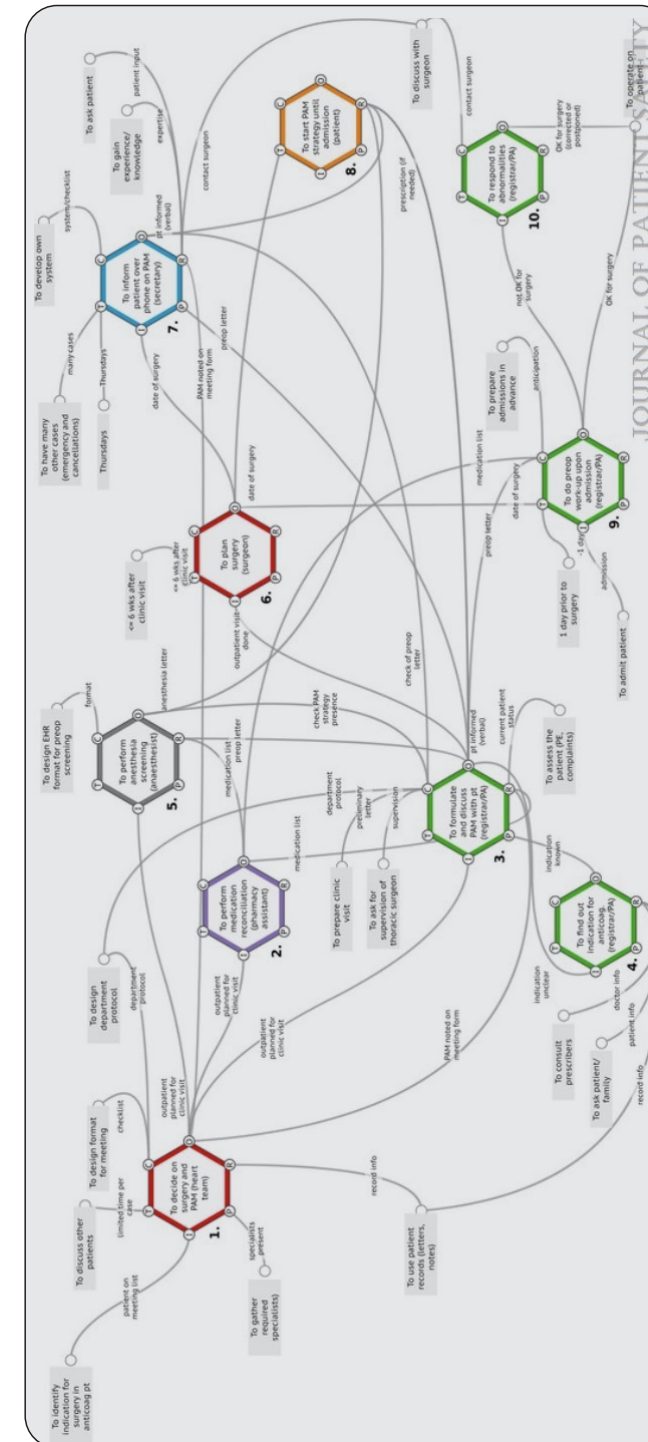 To identify
indication for
surgery in
anticoag pt
patient on
meeting list
To discuss other
patients
limited time per
case
To design format
for meeting
checklist
To decide on
surgery and
PAM (heart
team)
1.
T
C
I
O
P
R
specialists
present
To gather
required
specialists)
record info
To use patient
records (letters,
notes)
To design
department
protocol
department
protocol
outpatient
planned for
clinic visit
outpatient
planned for
clinic visit
outpatient
planned for
clinic visit
PAM noted on
meeting form
To perform
medication
reconciliation
(pharmacy
assistant)
2.
T
C
I
O
P
R
medication list
medication list
preop letter
To design EHR
format for preop
screening
format
To perform
anesthesia
screening
(anaesthesist)
5.
T
C
I
O
P
R
anesthesia letter
check PAM
strategy
presence
department
protocol
preliminary
letter
supervision
To prepare clinic
visit
To ask for
supervision of
thoracic surgeon
To formulate
and discuss
PAM with pt
(registrar/PA)
3.
T
C
I
O
P
R
pt informed
(verbal)
check of preop
letter
current patient
status
To assess the
patient (PE,
complaints)
indication
known
indication
unclear
To find out
indication for
anticoag.
(registrar/PA)
4.
T
C
I
O
P
R
doctor info
patient info
record info
To consult
prescribers
To ask patient/
family
<= 6 wks after
clinic visit
<= 6 wks after
clinic visit
To plan
surgery
(surgeon)
6.
T
C
I
O
P
R
outpatient visit
done
date of surgery
date of surgery
PAM noted on
meeting form
preop letter
To have many
other cases
(emergency and
cancellations)
many cases
Thursdays
Thursdays
To develop own
system
system/checklist
To inform
patient over
phone on PAM
(secretary)
7.
T
C
I
O
P
R
pt informed
(verbal)
To gain
experience/
knowledge
expertise
To ask patient
patient input
contact surgeon
To start PAM
strategy until
admission
(patient)
8.
T
C
I
O
P
R
prescription (if
needed)
To discuss with
surgeon
contact surgeon
medication list
preop letter
date of surgery
To prepare
admissions in
advance
anticipation
To do preop
work-up upon
admission
(registrar/PA)
9.
T
C
I
O
P
R
-1 day
1 day prior to
surgery
admission
To admit patient
not OK for
surgery
OK for surgery
To respond to
abnormalities
(registrar/PA)
10.
T
C
I
O
P
R
OK for surgery
(corrected or
postponed)
To operate on
patient
JOURNAL OF PATIENT SAFETY